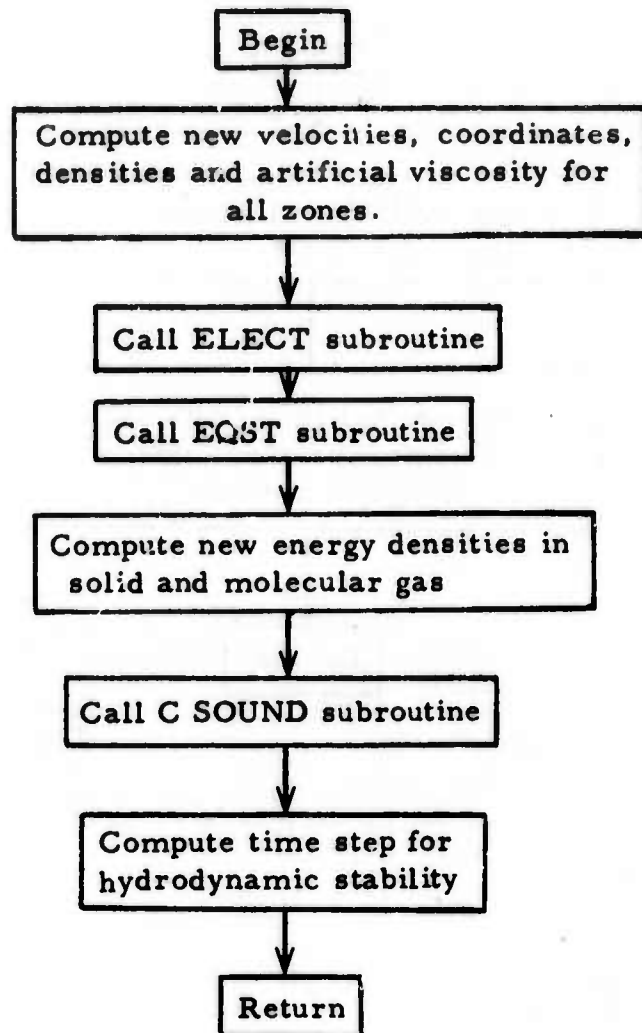 Begin
Compute new velocities, coordinates,
densities and artificial viscosity for
all zones.
Call ELECT subroutine
Call EQST subroutine
Compute new energy densities in
solid and molecular gas
Call C SOUND subroutine
Compute time step for
hydrodynamic stability
Return